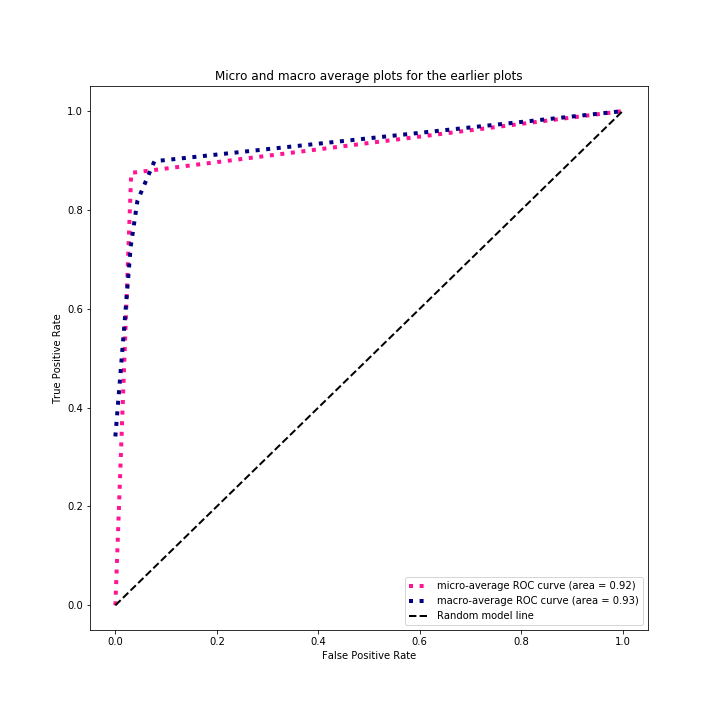 Micro and macro average plots for the earlier plots
True Positive Rate
1.0
0.8
0.6
0.4
0.2
0.0
micro-average ROC curve (area = 0.92)
macro-average ROC curve (area = 0.93)
Random model line
0.0 0.2 0.4 0.6 0.8 1.0
False Positive Rate